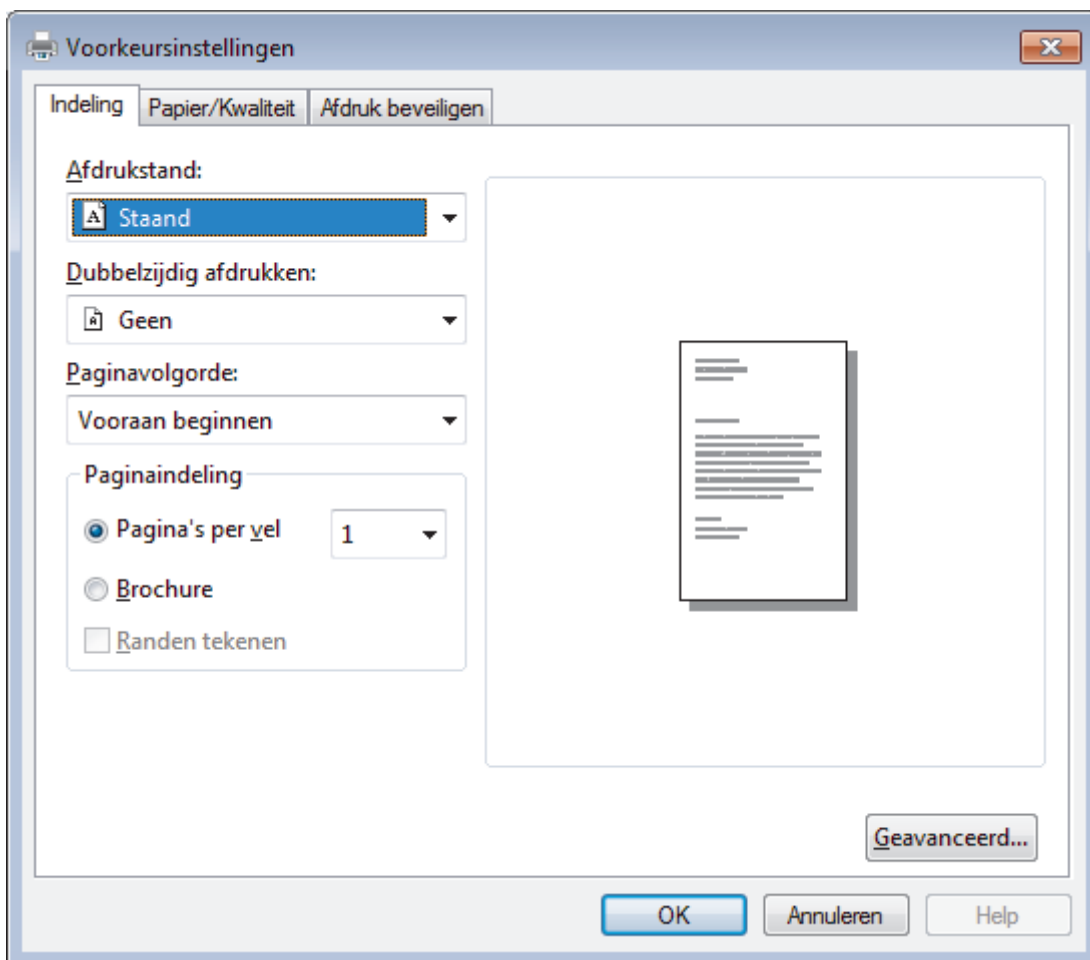 Voorkeursinstellingen
Indeling Papier/Kwaliteit Afdruk beveiligen
Afdrukstand:
Staand
Dubbelzijdig afdrukken:
Geen
Paginavolgorde:
Vooraan beginnen
Paginaindeling
Pagina's per vel 1
Brochure
Randen tekenen
Geavanceerd...
OK Annuleren Help